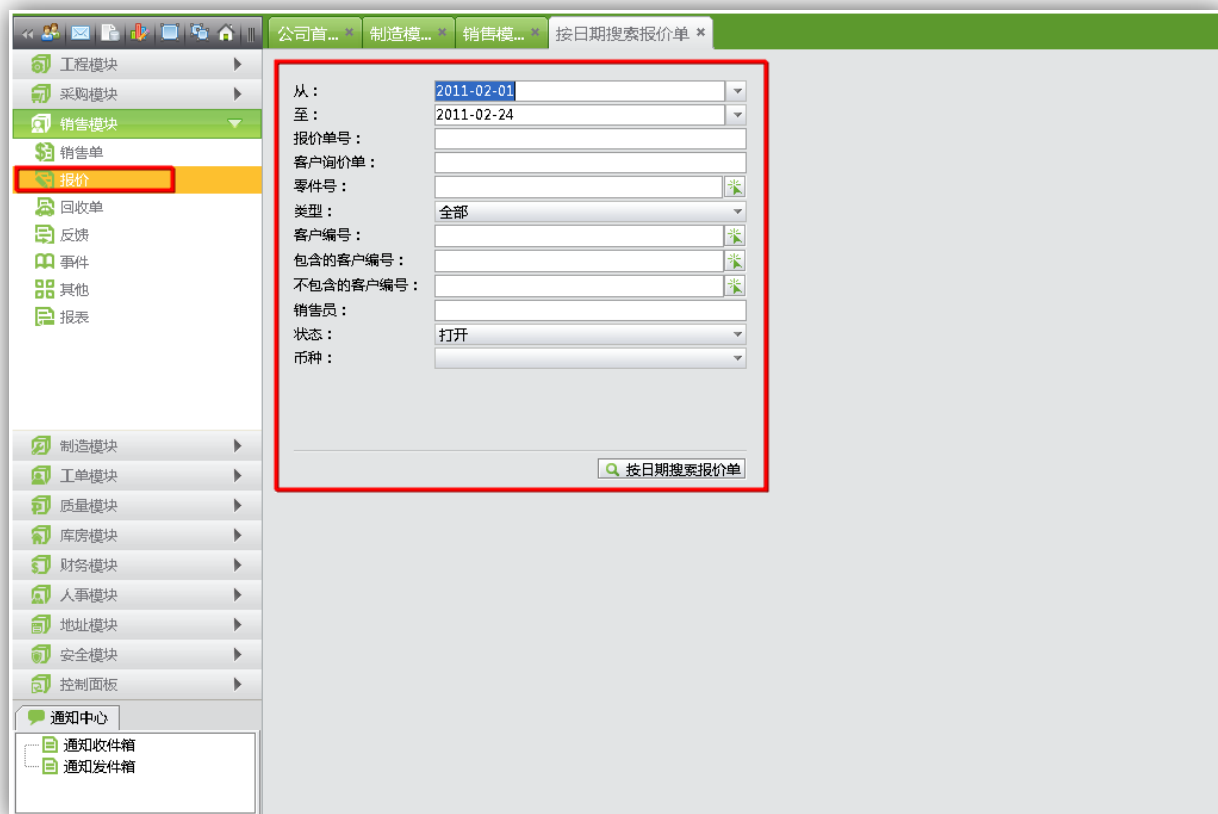 公司首...
制造模...
销售模...
按日期搜索报价单
工程模块
采购模块
销售模块
销售单
报价
回收单
反馈
事件
其他
报表
制造模块
工单模块
质量模块
库房模块
财务模块
人事模块
地址模块
安全模块
控制面板
通知中心
通知收件箱
通知发件箱
从： 2011-02-01
至： 2011-02-24
报价单号：
客户询价单：
零件号：
类型： 全部
客户编号：
包含的客户编号：
不包含的客户编号：
销售员：
状态： 打开
币种：
按日期搜索报价单